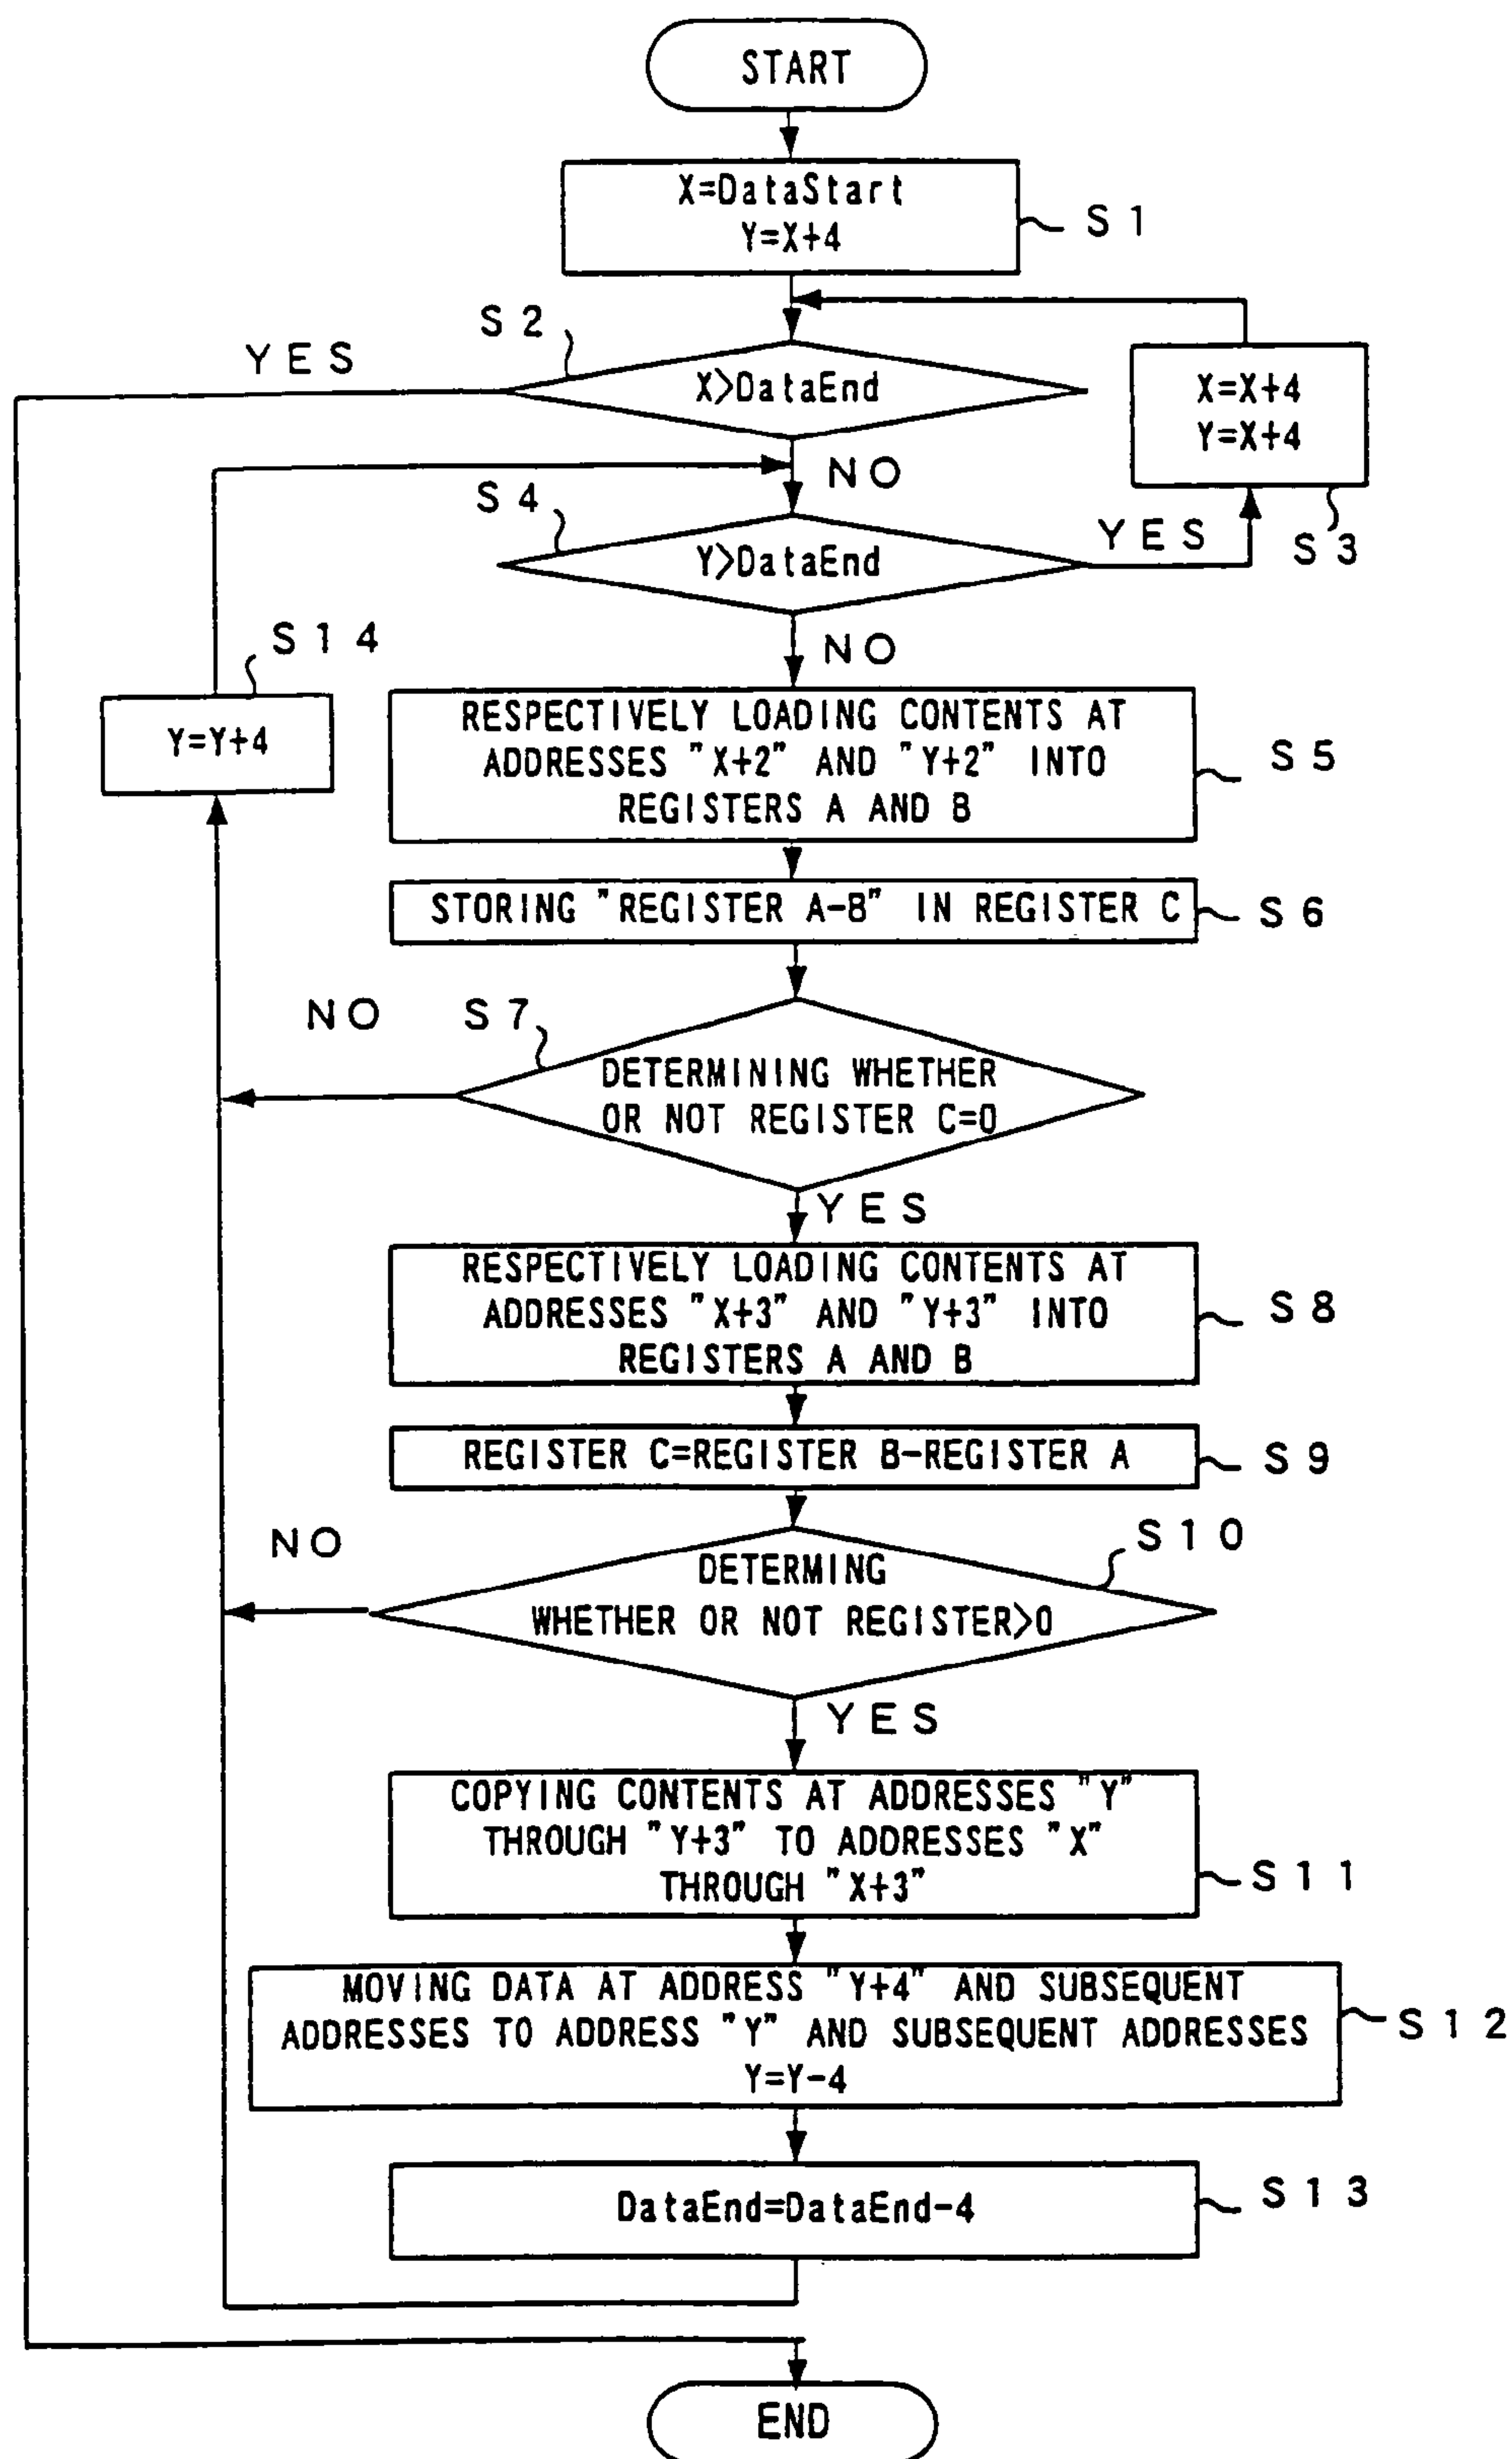 START
X=DataStart
Y=X+4
S1
S2
YES
X>DataEnd
X=X+4
Y=X+4
S3
NO
S4
Y>DataEnd
YES
NO
S14
Y=Y+4
RESPECTIVELY LOADING CONTENTS AT
ADDRESSES "X+2" AND "Y+2" INTO
REGISTERS A AND B
S5
STORING "REGISTER A-B" IN REGISTER C
S6
NO
S7
DETERMINING WHETHER
OR NOT REGISTER C=0
YES
RESPECTIVELY LOADING CONTENTS AT
ADDRESSES "X+3" AND "Y+3" INTO
REGISTERS A AND B
S8
REGISTER C=REGISTER B-REGISTER A
S9
NO
S10
DETERMING
WHETHER OR NOT REGISTER>0
YES
COPYING CONTENTS AT ADDRESSES "Y"
THROUGH "Y+3" TO ADDRESSES "X"
THROUGH "X+3"
S11
MOVING DATA AT ADDRESS "Y+4" AND SUBSEQUENT
ADDRESSES TO ADDRESS "Y" AND SUBSEQUENT ADDRESSES
Y=Y-4
S12
DataEnd=DataEnd-4
S13
END